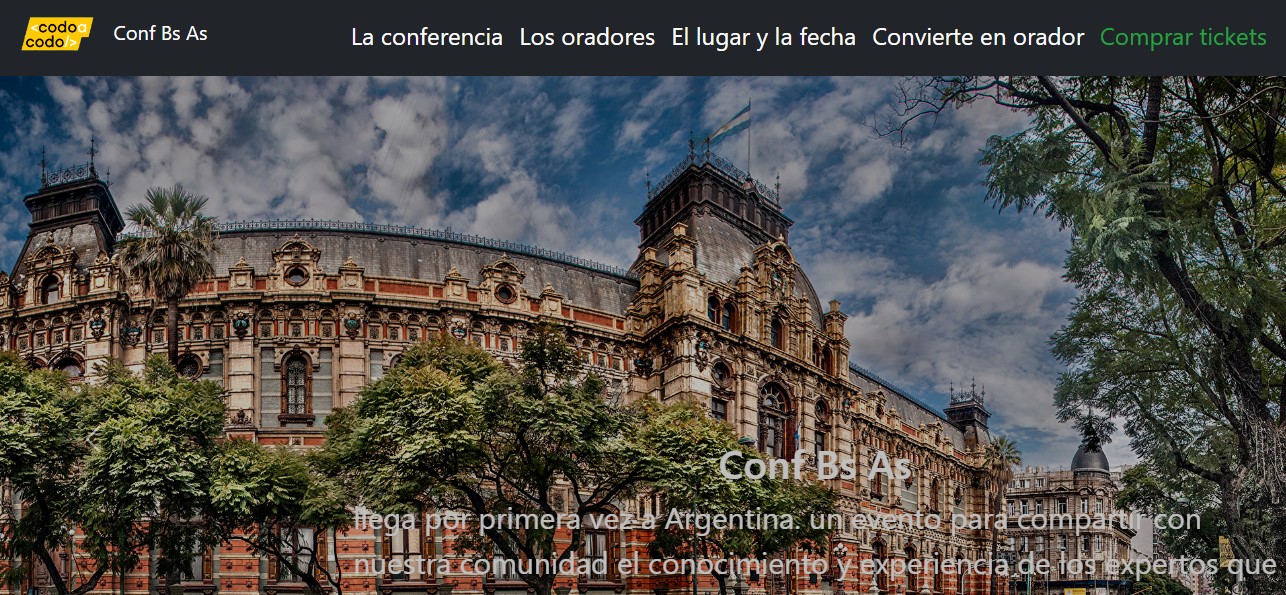 <codo a
codo/>
Conf Bs As
La conferencia
Los oradores
El lugar y la fecha
Convierte en orador
Comprar tickets
Conf Bs As
llega por primera vez a Argentina. un evento para compartir con
nuestra comunidad el conocimiento y experiencia de los expertos que